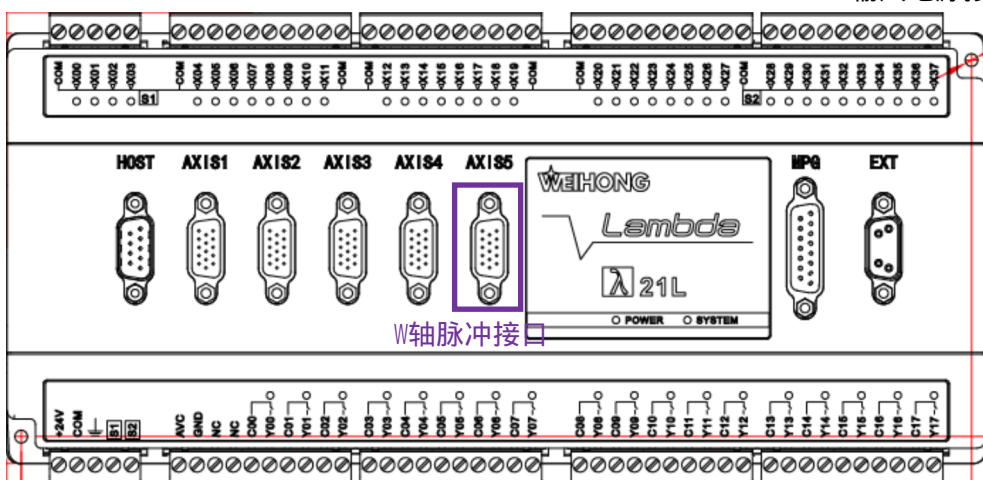 COM X00 X01 X02 X03 COM X04 X05 X06 X07 X08 X09 X10 X11 COM COM X12 X13 X14 X15 X16 X17 X18 X19 COM COM X20 X21 X22 X23 X24 X25 X26 X27 COM X28 X29 X30 X31 X32 X33 X34 X35 X36 X37
S1 S2
HOST AXIS1 AXIS2 AXIS3 AXIS4 AXIS5 MPG EXT
WEIHONG
Lambda
λ 21L
POWER SYSTEM
W轴脉冲接口
+24V COM S1 S2 AVC GND NC NC C00 Y00 C01 Y01 C02 Y02 C03 Y03 C04 Y04 C05 Y05 C06 Y06 C07 Y07 C08 Y08 C09 Y09 C10 Y10 C11 Y11 C12 Y12 C13 Y13 C14 Y14 C15 Y15 C16 Y16 C17 Y17